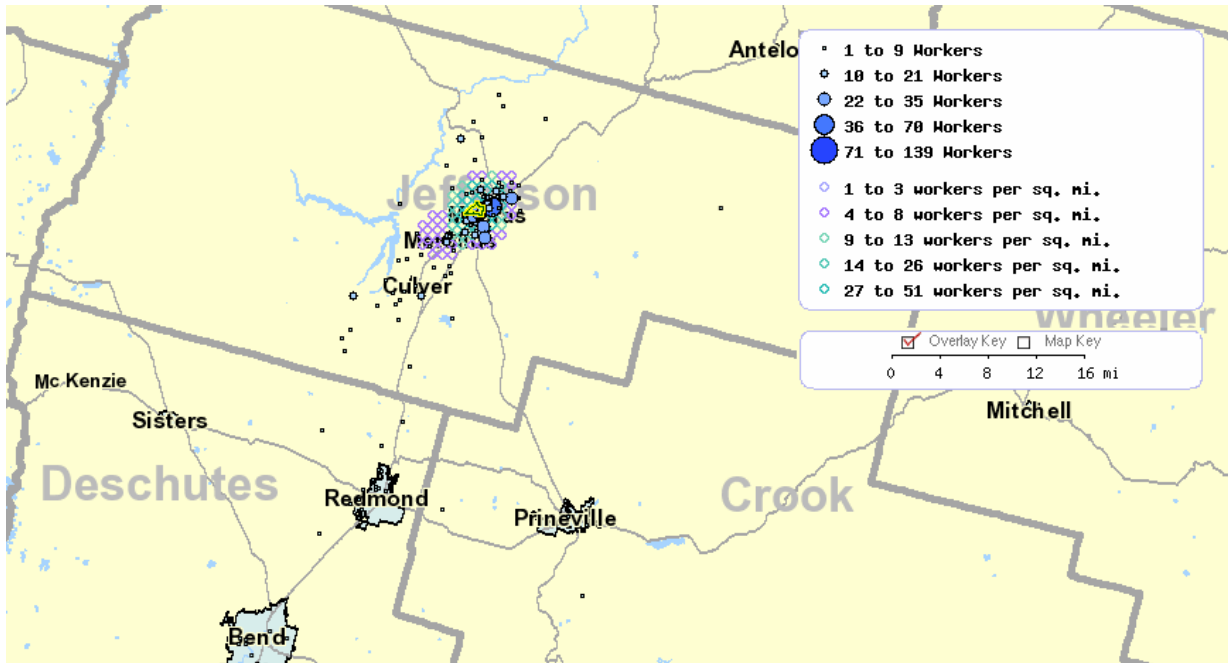 Antelo
1 to 9 Workers
10 to 21 Workers
22 to 35 Workers
36 to 70 Workers
71 to 139 Workers
1 to 3 workers per sq. mi.
4 to 8 workers per sq. mi.
9 to 13 workers per sq. mi.
14 to 26 workers per sq. mi.
27 to 51 workers per sq. mi.
Jefferson
Culver
Wheeler
Overlay Key
Map Key
0 4 8 12 16 mi
Mc Kenzie
Sisters
Mitchell
Deschutes
Redmond
Crook
Prineville
Bend